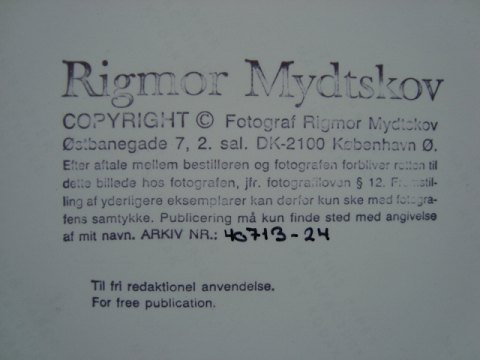 Rigmor Mydtskov
COPYRIGHT © Fotograf Rigmor Mydtskov
Østbanegade 7, 2. sal. DK-2100 København Ø.
Efter aftale mellem bestilleren og fotografen forbliver retten til
dette billede hos fotografen, jfr. fotografiloven § 12. Fremstil-
ling af yderligere eksemplarer kan derfor kun ske med fotogra-
fens samtykke. Publicering må kun finde sted med angivelse
af mit navn. ARKIV NR.: 40713-24
Til fri redaktionel anvendelse.
For free publication.